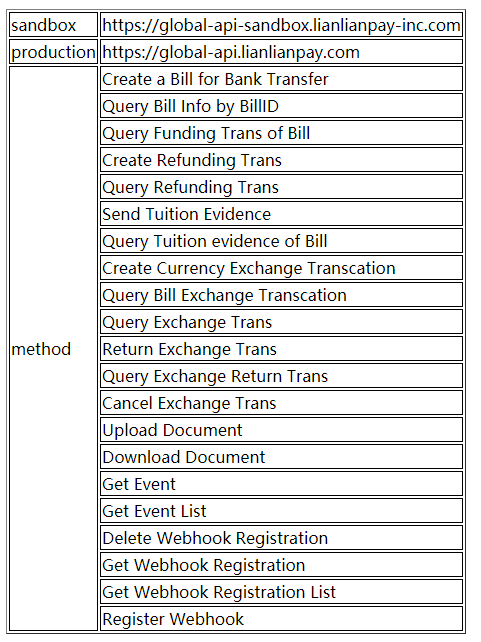 sandbox https://global-api-sandbox.lianlianpay-inc.com
production https://global-api.lianlianpay.com
Create a Bill for Bank Transfer
Query Bill Info by BillID
Query Funding Trans of Bill
Create Refunding Trans
Query Refunding Trans
Send Tuition Evidence
Query Tuition evidence of Bill
Create Currency Exchange Transcation
Query Bill Exchange Transcation
Query Exchange Trans
method Return Exchange Trans
Query Exchange Return Trans
Cancel Exchange Trans
Upload Document
Download Document
Get Event
Get Event List
Delete Webhook Registration
Get Webhook Registration
Get Webhook Registration List
Register Webhook